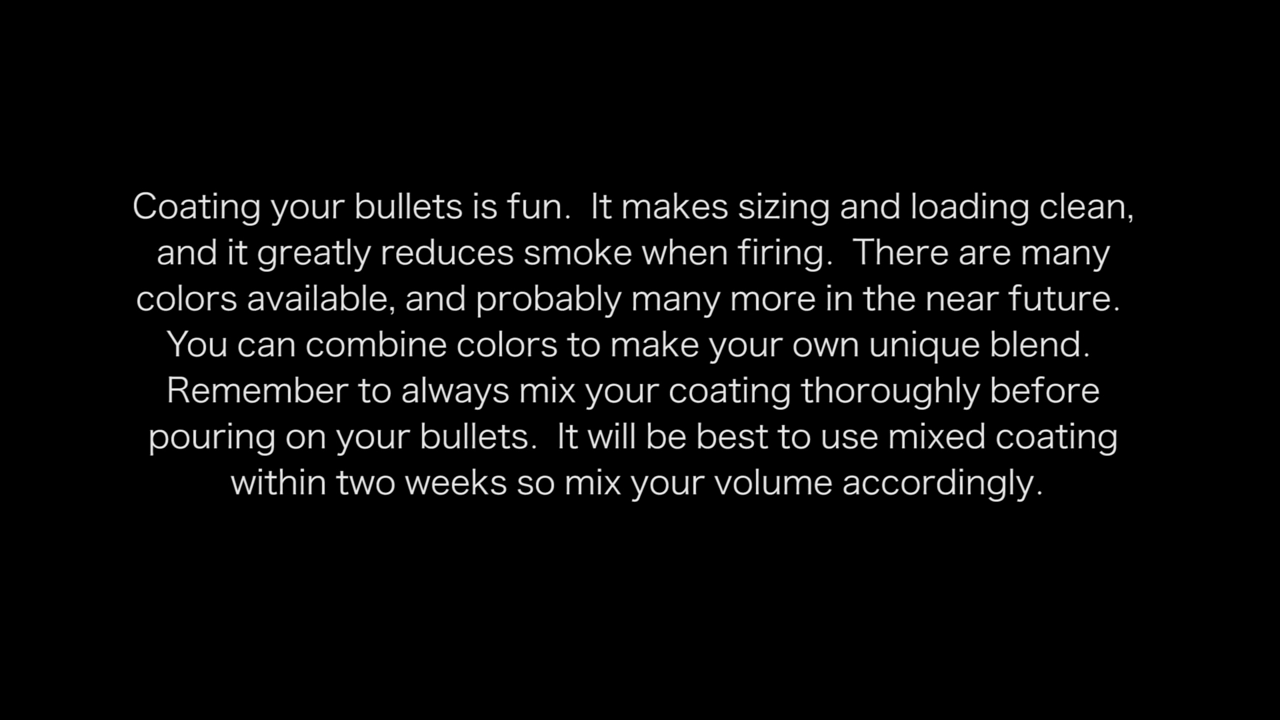 Coating your bullets is fun.  It makes sizing and loading clean,
and it greatly reduces smoke when firing.  There are many
colors available, and probably many more in the near future.
You can combine colors to make your own unique blend.
Remember to always mix your coating thoroughly before
pouring on your bullets.  It will be best to use mixed coating
within two weeks so mix your volume accordingly.